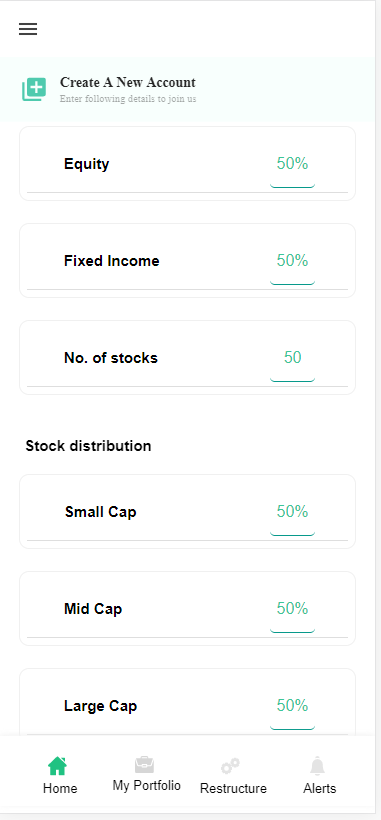 Create A New Account
Enter following details to join us
Equity 50%
Fixed Income 50%
No. of stocks 50
Stock distribution
Small Cap 50%
Mid Cap 50%
Large Cap 50%
Home My Portfolio Restructure Alerts